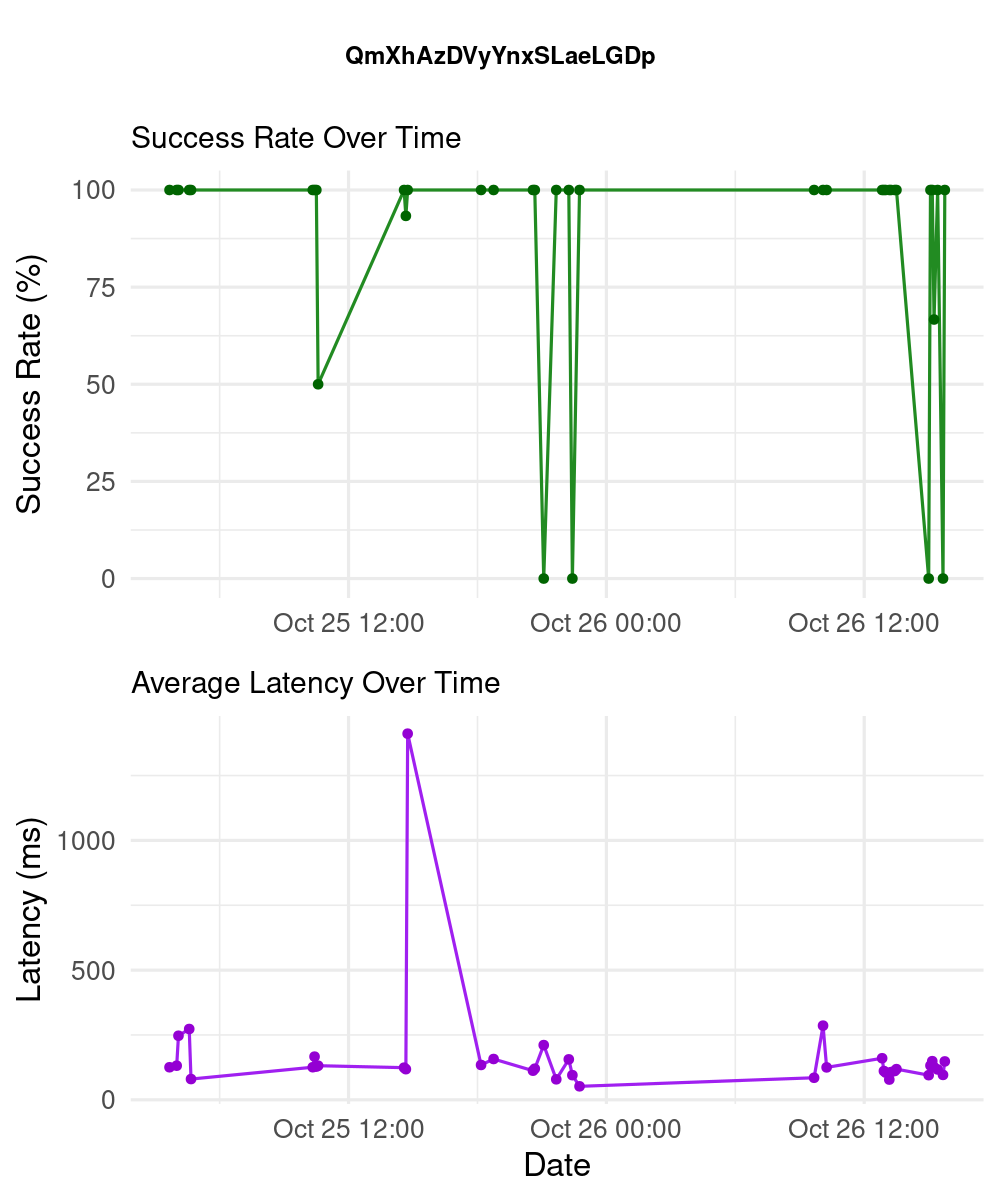 QmXhAzDVyYnxSLaeLGDp
Success Rate Over Time
Success Rate (%)
100
75
50
25
0
Oct 25 12:00 Oct 26 00:00 Oct 26 12:00
Average Latency Over Time
Latency (ms)
1000
500
0
Oct 25 12:00 Oct 26 00:00 Oct 26 12:00
Date